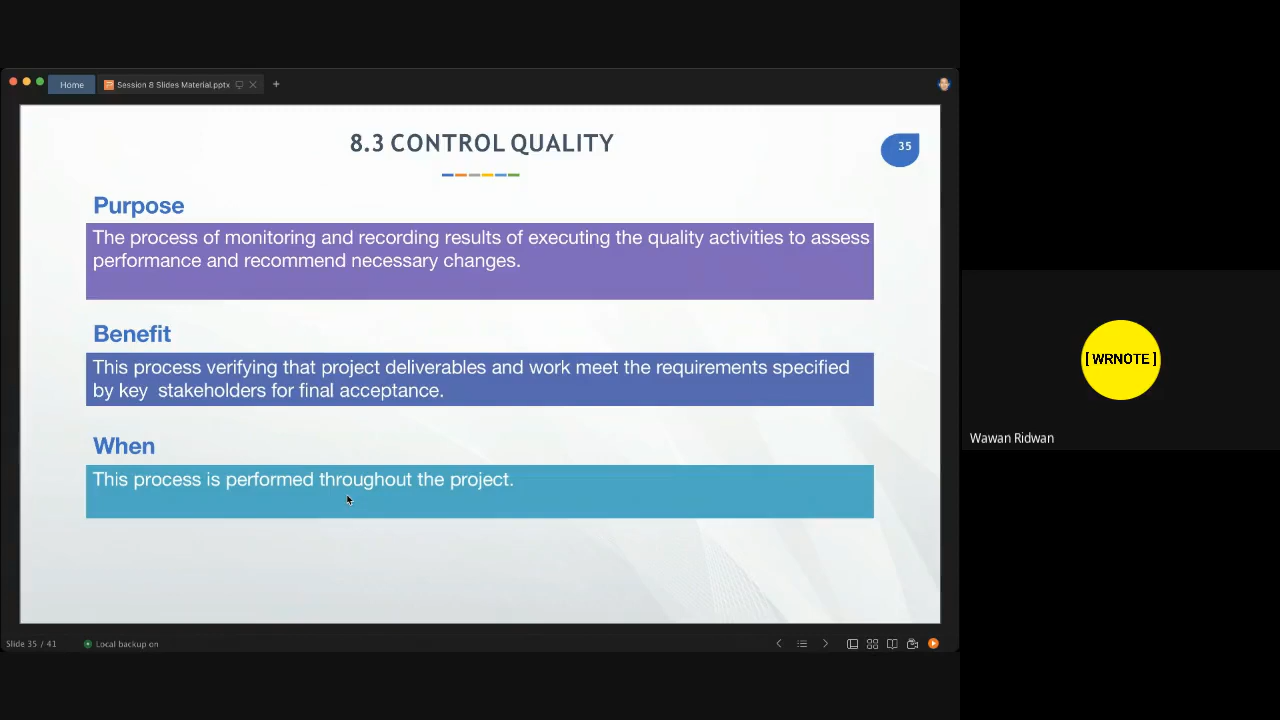 Home
Session 8 Slides Material.pptx
8.3 CONTROL QUALITY
35
Purpose
The process of monitoring and recording results of executing the quality activities to assess
performance and recommend necessary changes.
Benefit
This process verifying that project deliverables and work meet the requirements specified
by key  stakeholders for final acceptance.
When
This process is performed throughout the project.
Slide 35 / 41
Local backup on
[ WRNOTE ]
Wawan Ridwan